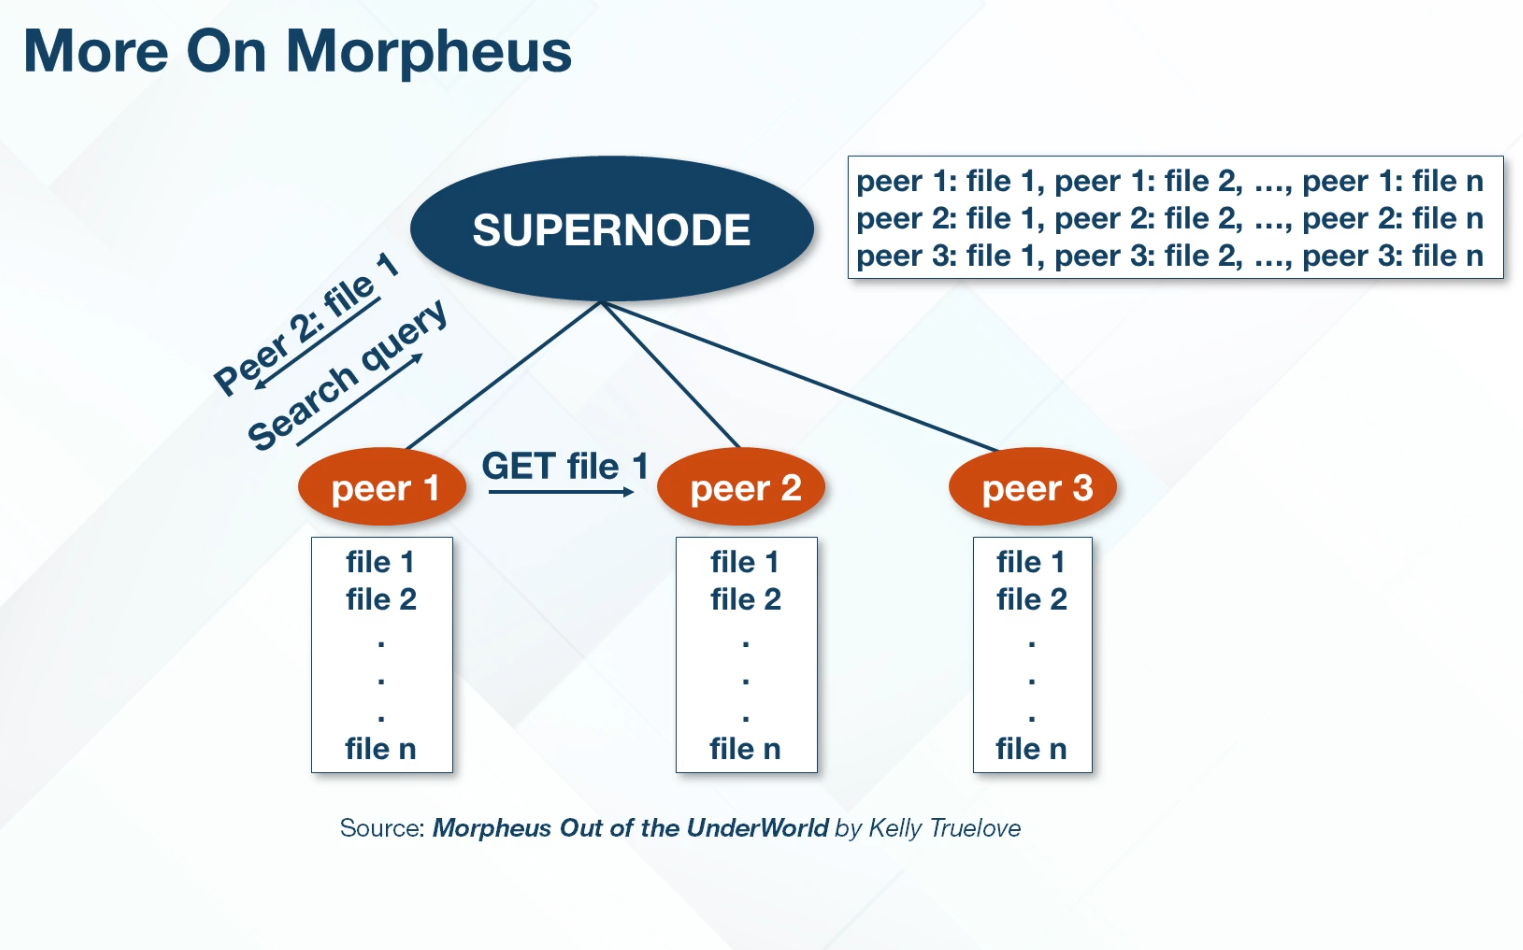 More On Morpheus
SUPERNODE
peer 1: file 1, peer 1: file 2, ..., peer 1: file n
peer 2: file 1, peer 2: file 2, ..., peer 2: file n
peer 3: file 1, peer 3: file 2, ..., peer 3: file n
Peer 2: file 1
Search query
peer 1
GET file 1
peer 2
peer 3
file 1
file 2
.
.
.
file n
file 1
file 2
.
.
.
file n
file 1
file 2
.
.
.
file n
Source: Morpheus Out of the UnderWorld by Kelly Truelove